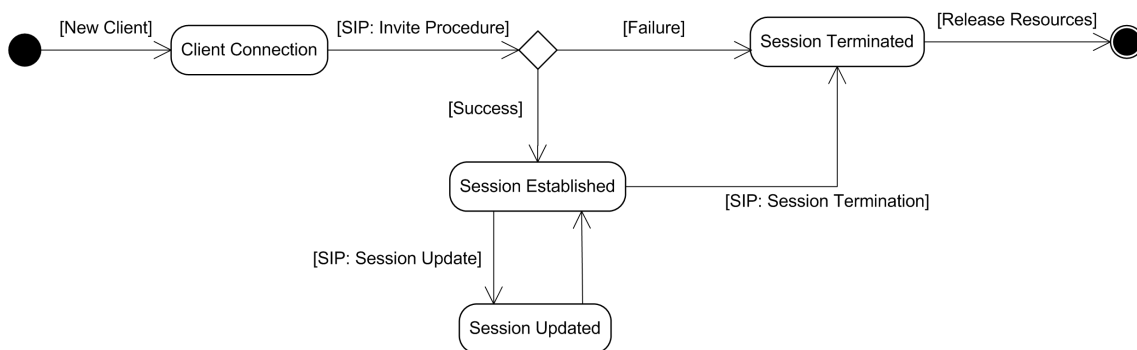 [New Client]
Client Connection
[SIP: Invite Procedure]
[Failure]
Session Terminated
[Release Resources]
[Success]
Session Established
[SIP: Session Termination]
[SIP: Session Update]
Session Updated